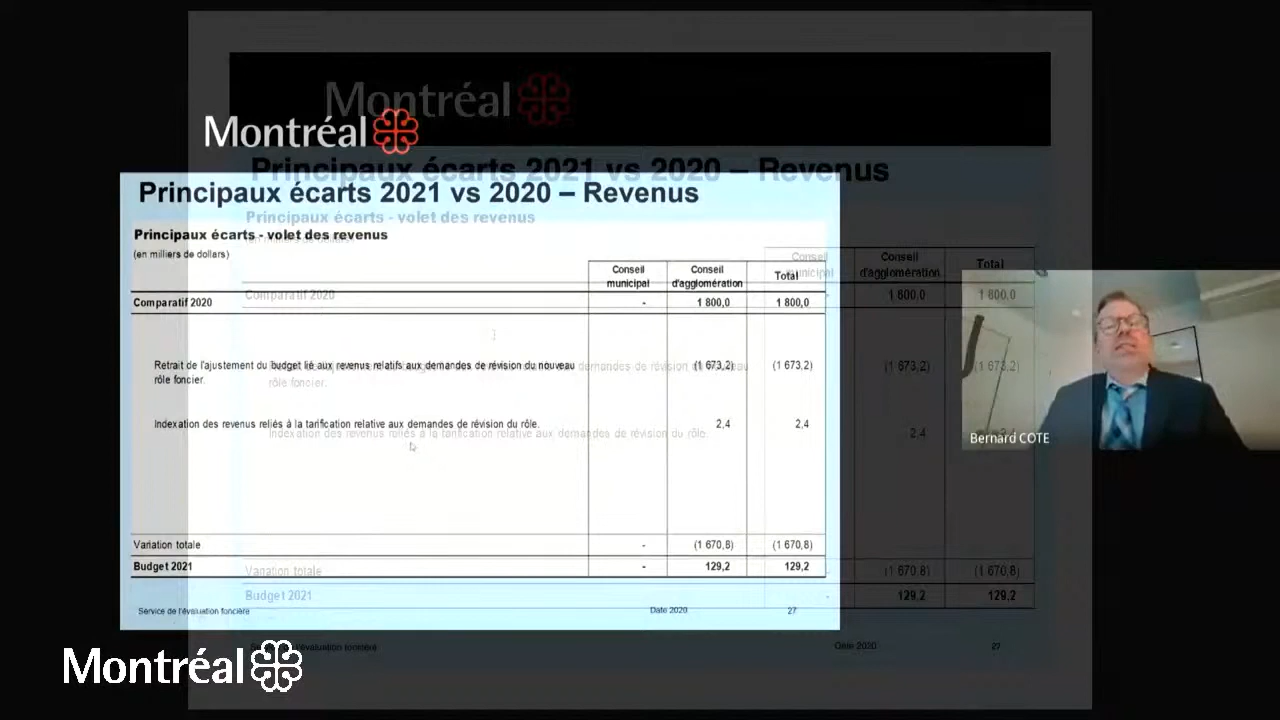 Montréal
Principaux écarts 2021 vs 2020 – Revenus
Principaux écarts - volet des revenus
(en milliers de dollars)
Conseil municipal Conseil d'agglomération Total
Comparatif 2020 - 1 800,0 1 800,0
Retrait de l'ajustement du budget lié aux revenus relatifs aux demandes de révision du nouveau (1 673,2) (1 673,2)
rôle foncier.
Indexation des revenus reliés à la tarification relative aux demandes de révision du rôle. 2,4 2,4
Variation totale - (1 670,8) (1 670,8)
Budget 2021 - 129,2 129,2
Service de l'évaluation foncière Date 2020 27
Bernard COTE
Montréal